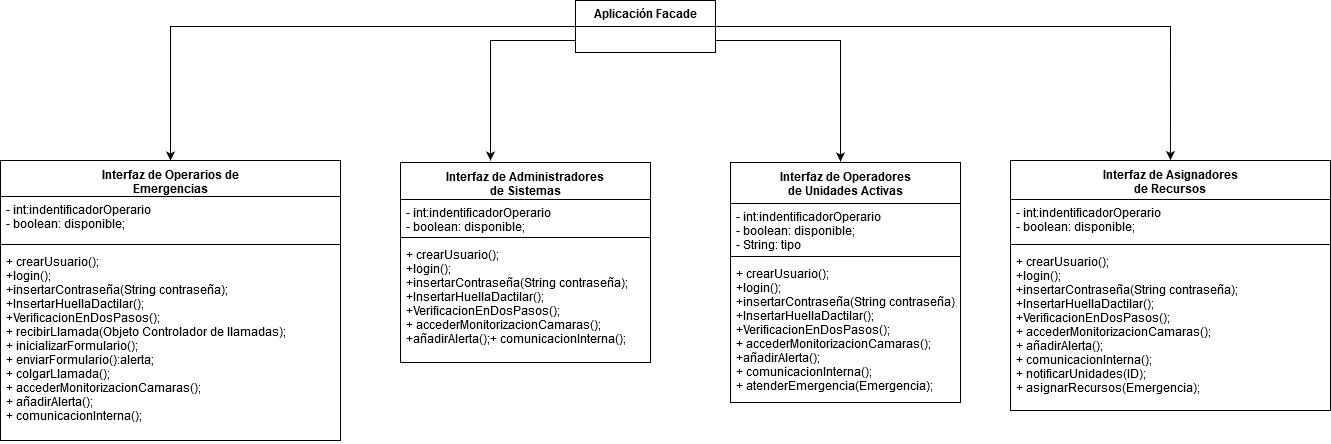 Aplicación Facade
Interfaz de Operarios de
Emergencias
- int:indentificadorOperario
- boolean: disponible;
+ crearUsuario();
+login();
+insertarContraseña(String contraseña);
+InsertarHuellaDactilar();
+VerificacionEnDosPasos();
+ recibirLlamada(Objeto Controlador de llamadas);
+ inicializarFormulario();
+ enviarFormulario():alerta;
+ colgarLlamada();
+ accederMonitorizacionCamaras();
+ añadirAlerta();
+ comunicacionInterna();
Interfaz de Administradores
de Sistemas
- int:indentificadorOperario
- boolean: disponible;
+ crearUsuario();
+login();
+insertarContraseña(String contraseña);
+InsertarHuellaDactilar();
+VerificacionEnDosPasos();
+ accederMonitorizacionCamaras();
+añadirAlerta();+ comunicacionInterna();
Interfaz de Operadores
de Unidades Activas
- int:indentificadorOperario
- boolean: disponible;
- String: tipo
+ crearUsuario();
+login();
+insertarContraseña(String contraseña);
+InsertarHuellaDactilar();
+VerificacionEnDosPasos();
+ accederMonitorizacionCamaras();
+añadirAlerta();
+ comunicacionInterna();
+ atenderEmergencia(Emergencia);
Interfaz de Asignadores
de Recursos
- int:indentificadorOperario
- boolean: disponible;
+ crearUsuario();
+login();
+insertarContraseña(String contraseña);
+InsertarHuellaDactilar();
+VerificacionEnDosPasos();
+ accederMonitorizacionCamaras();
+ añadirAlerta();
+ comunicacionInterna();
+ notificarUnidades(ID);
+ asignarRecursos(Emergencia);